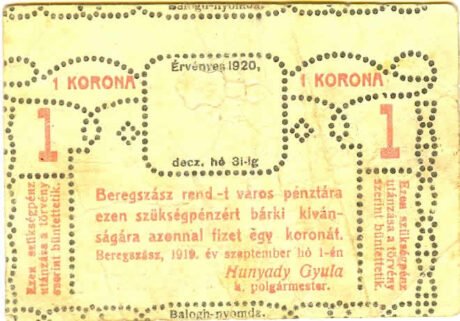 Balogh-nyomda.
Érvényes 1920,
1 KORONA
1 KORONA
1
1
decz. hó 31-ig
Beregszász rend.-t város pénztára
ezen szükségpénzért bárki kíván-
ságára azonnal fizet egy koronát.
Beregszász, 1919. év szeptember hó 1-én
Hunyady Gyula
h. polgármester.
Ezen szükségpénz
utánzása a törvény
szerint büntettetik.
Ezen szükségpénz
utánzása a törvény
szerint büntettetik.
Balogh-nyomda.